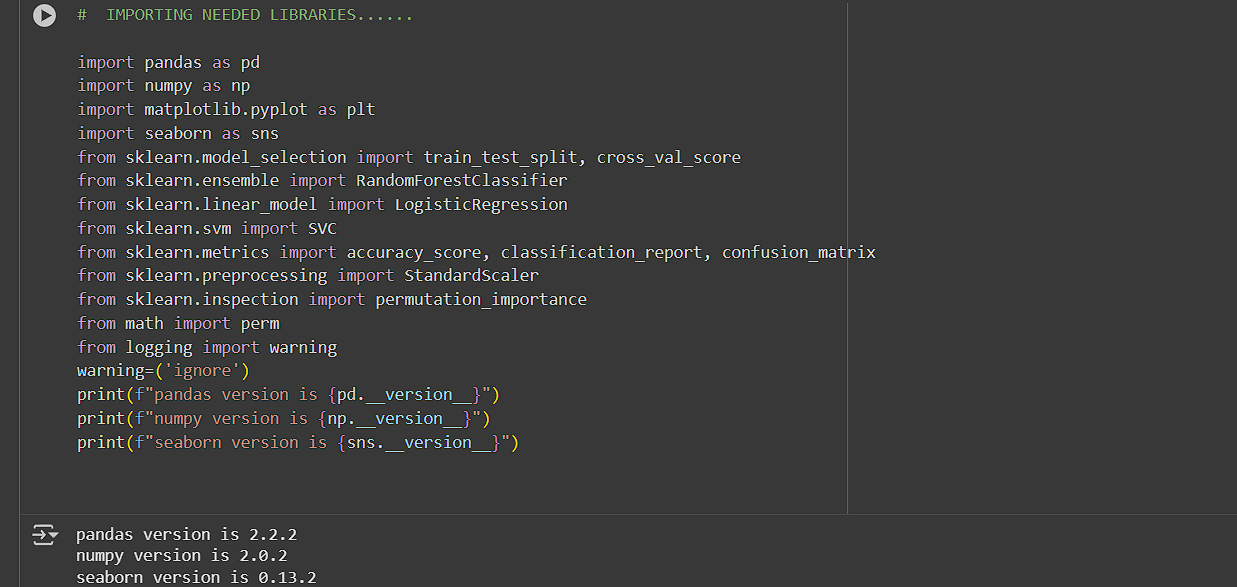 #  IMPORTING NEEDED LIBRARIES......
import pandas as pd
import numpy as np
import matplotlib.pyplot as plt
import seaborn as sns
from sklearn.model_selection import train_test_split, cross_val_score
from sklearn.ensemble import RandomForestClassifier
from sklearn.linear_model import LogisticRegression
from sklearn.svm import SVC
from sklearn.metrics import accuracy_score, classification_report, confusion_matrix
from sklearn.preprocessing import StandardScaler
from sklearn.inspection import permutation_importance
from math import perm
from logging import warning
warning=('ignore')
print(f"pandas version is {pd.__version__}")
print(f"numpy version is {np.__version__}")
print(f"seaborn version is {sns.__version__}")
pandas version is 2.2.2
numpy version is 2.0.2
seaborn version is 0.13.2